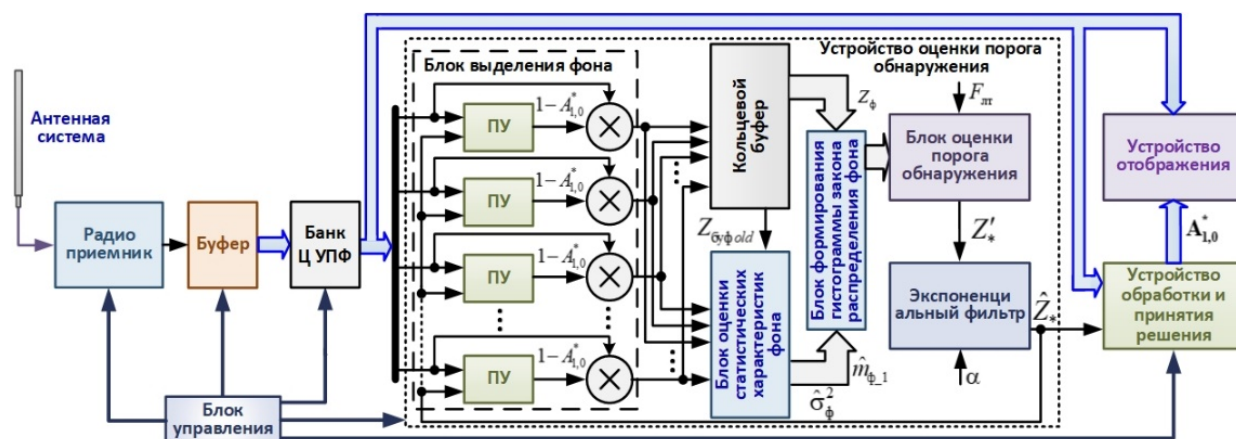 Антенная
система
Радио
приемник
Буфер
Банк
Ц УПФ
Блок
управления
Блок выделения фона
ПУ
1 – A*1,0
ПУ
1 – A*1,0
ПУ
1 – A*1,0
ПУ
1 – A*1,0
Кольцевой
буфер
Zбуфold
Блок оценки
статистических
характеристик
фона
Zф
Блок формирования
гистограммы закона
распределения фона
m̂ф_1
σ̂²ф
Устройство оценки порога
обнаружения
Fлт
Блок оценки
порога
обнаружения
Z′*
Экспоненци
альный фильтр
α
Ẑ*
Устройство
отображения
A*1,0
Устройство
обработки и
принятия
решения